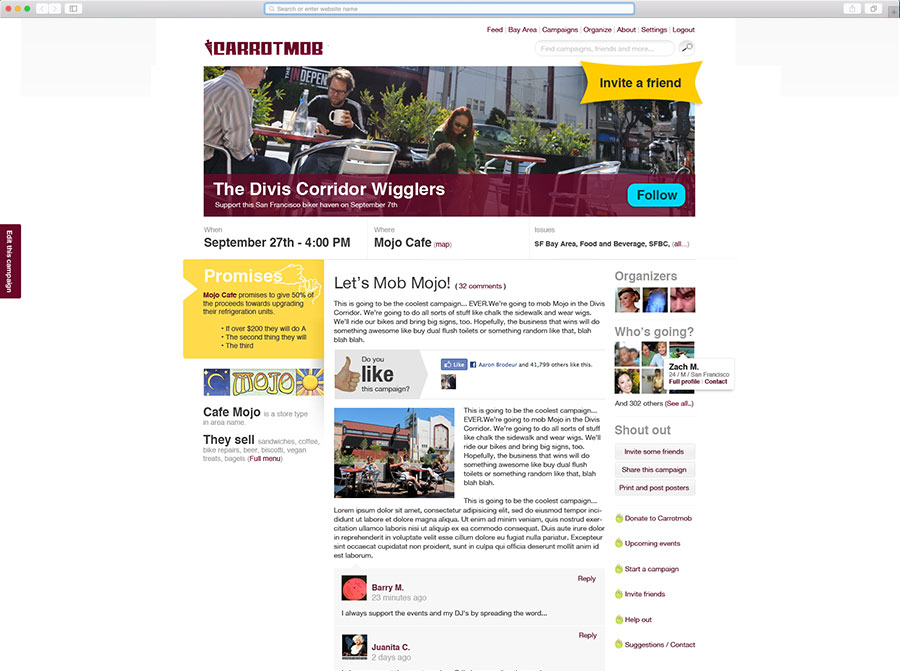 Search or enter website name
Feed | Bay Area | Campaigns | Organize | About | Settings | Logout
CARROTMOB
Find campaigns, friends and more...
THE
INDEPEN
Invite a friend
The Divis Corridor Wigglers
Support this San Francisco biker haven on September 7th
Follow
Edit this campaign
When
September 27th - 4:00 PM
Where
Mojo Cafe (map)
Issues
SF Bay Area, Food and Beverage, SFBC, (all...)
Promises
Mojo Cafe promises to give 50% of
the proceeds towards upgrading
their refrigeration units.
• If over $200 they will do A
• The second thing they will
• The third
MOJO
Cafe Mojo is a store type
in area name.
They sell sandwiches, coffee,
bike repairs, beer, biscotti, vegan
treats, bagels (Full menu)
Let's Mob Mojo! ( 32 comments )
This is going to be the coolest campaign... EVER.We're going to mob Mojo in the Divis
Corridor. We're going to do all sorts of stuff like chalk the sidewalk and wear wigs.
We'll ride our bikes and bring big signs, too. Hopefully, the business that wins will do
something awesome like buy dual flush toilets or something random like that, blah
blah blah.
Do you
like
this campaign?
Like
Aaron Brodeur and 41,799 others like this.
This is going to be the coolest campaign...
EVER.We're going to mob Mojo in the Divis
Corridor. We're going to do all sorts of stuff
like chalk the sidewalk and wear wigs. We'll
ride our bikes and bring big signs, too.
Hopefully, the business that wins will do
something awesome like buy dual flush
toilets or something random like that, blah
blah blah.
This is going to be the coolest campaign...
Lorem ipsum dolor sit amet, consectetur adipisicing elit, sed do eiusmod tempor inci-
didunt ut labore et dolore magna aliqua. Ut enim ad minim veniam, quis nostrud exer-
citation ullamco laboris nisi ut aliquip ex ea commodo consequat. Duis aute irure dolor
in reprehenderit in voluptate velit esse cillum dolore eu fugiat nulla pariatur. Excepteur
sint occaecat cupidatat non proident, sunt in culpa qui officia deserunt mollit anim id
est laborum.
Barry M.
23 minutes ago
Reply
I always support the events and my DJ's by spreading the word...
Juanita C.
2 days ago
Reply
Organizers
Who's going?
Zach M.
24 / M / San Francisco
Full profile | Contact
And 302 others (See all..)
Shout out
Invite some friends
Share this campaign
Print and post posters
Donate to Carrotmob
Upcoming events
Start a campaign
Invite friends
Help out
Suggestions / Contact